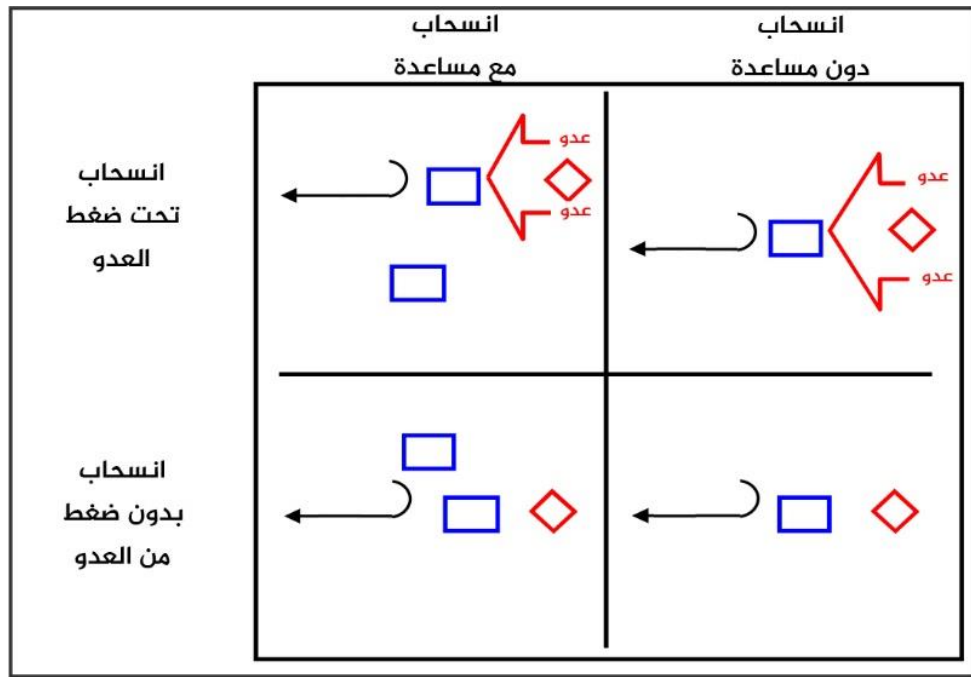 انسحاب
دون مساعدة
انسحاب
مع مساعدة
انسحاب
تحت ضغط
العدو
عدو
عدو
عدو
عدو
انسحاب
بدون ضغط
من العدو